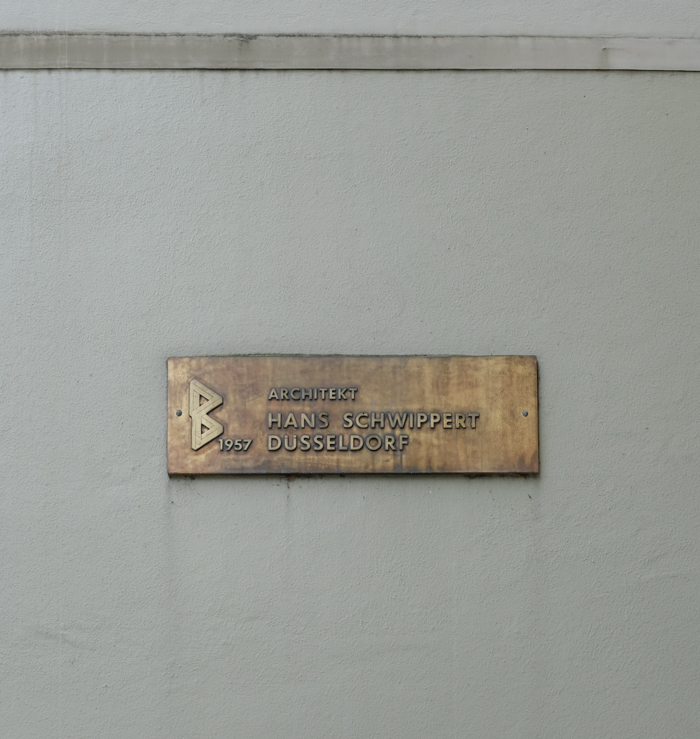 ARCHITEKT
HANS SCHWIPPERT
1957 DUSSELDORF